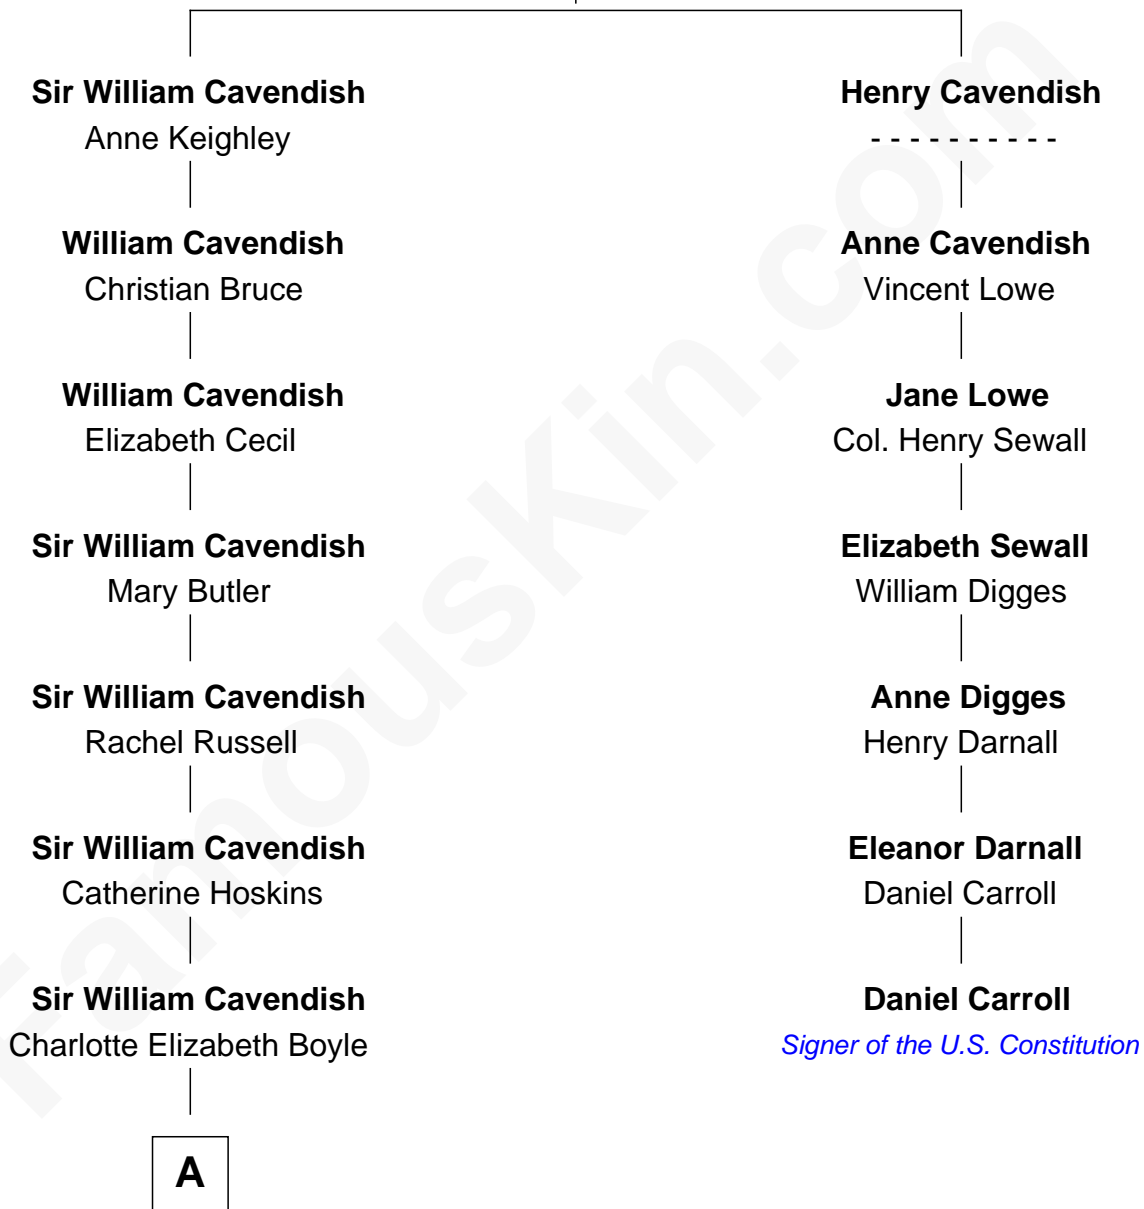 Sir William Cavendish
Anne Keighley
William Cavendish
Christian Bruce
William Cavendish
Elizabeth Cecil
Sir William Cavendish
Mary Butler
Sir William Cavendish
Rachel Russell
Sir William Cavendish
Catherine Hoskins
Sir William Cavendish
Charlotte Elizabeth Boyle
A
Henry Cavendish
- - - - - - - - - -
Anne Cavendish
Vincent Lowe
Jane Lowe
Col. Henry Sewall
Elizabeth Sewall
William Digges
Anne Digges
Henry Darnall
Eleanor Darnall
Daniel Carroll
Daniel Carroll
Signer of the U.S. Constitution
FamousKin.com